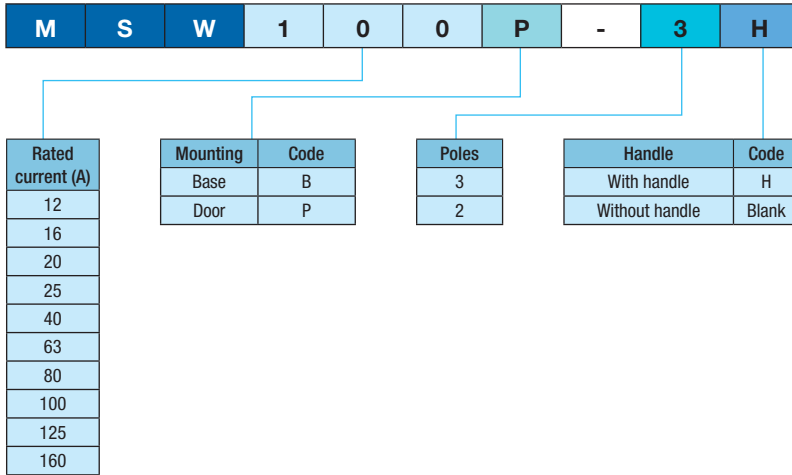 M S W 1 0 0 P - 3 H
Rated
current (A)
12
16
20
25
40
63
80
100
125
160
Mounting Code
Base B
Door P
Poles
3
2
Handle Code
With handle H
Without handle Blank